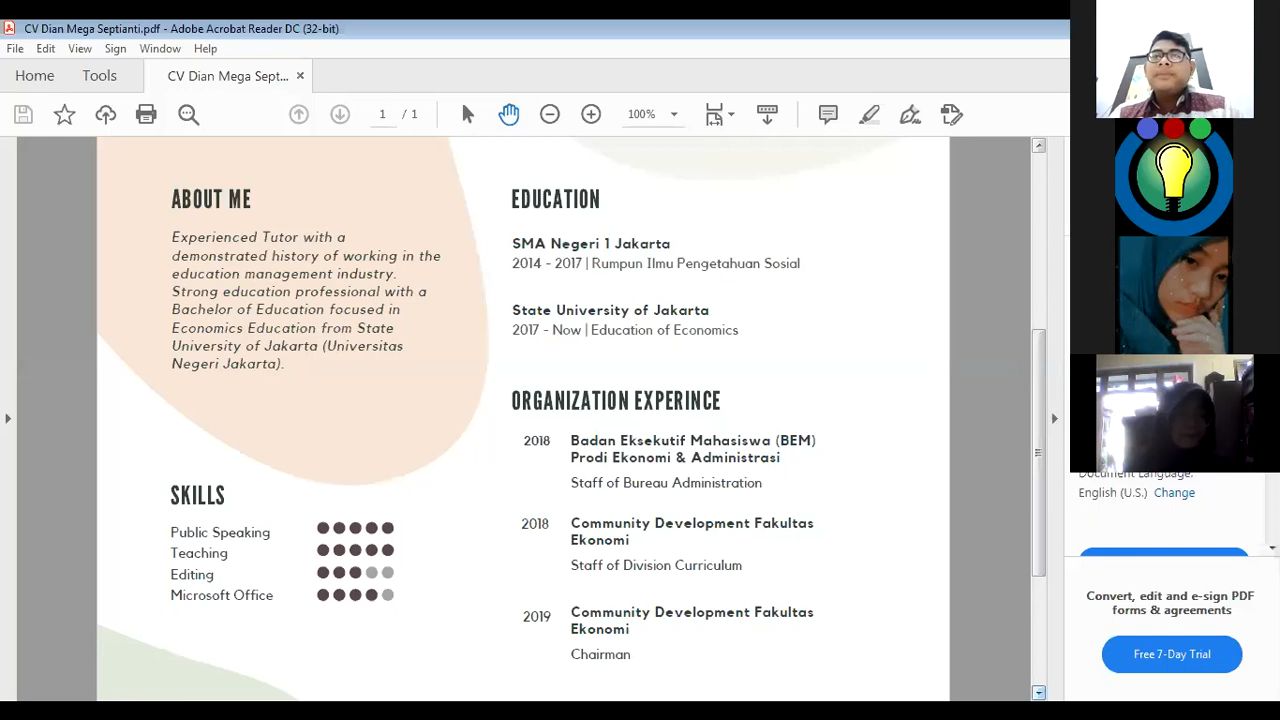 CV Dian Mega Septianti.pdf - Adobe Acrobat Reader DC (32-bit)
File Edit View Sign Window Help
Home Tools CV Dian Mega Sept... ×
1 / 1 100%
ABOUT ME
Experienced Tutor with a
demonstrated history of working in the
education management industry.
Strong education professional with a
Bachelor of Education focused in
Economics Education from State
University of Jakarta (Universitas
Negeri Jakarta).
SKILLS
Public Speaking
Teaching
Editing
Microsoft Office
EDUCATION
SMA Negeri 1 Jakarta
2014 - 2017 | Rumpun Ilmu Pengetahuan Sosial
State University of Jakarta
2017 - Now | Education of Economics
ORGANIZATION EXPERINCE
2018 Badan Eksekutif Mahasiswa (BEM)
Prodi Ekonomi & Administrasi
Staff of Bureau Administration
2018 Community Development Fakultas
Ekonomi
Staff of Division Curriculum
2019 Community Development Fakultas
Ekonomi
Chairman
Document Language:
English (U.S.) Change
Convert, edit and e-sign PDF
forms & agreements
Free 7-Day Trial